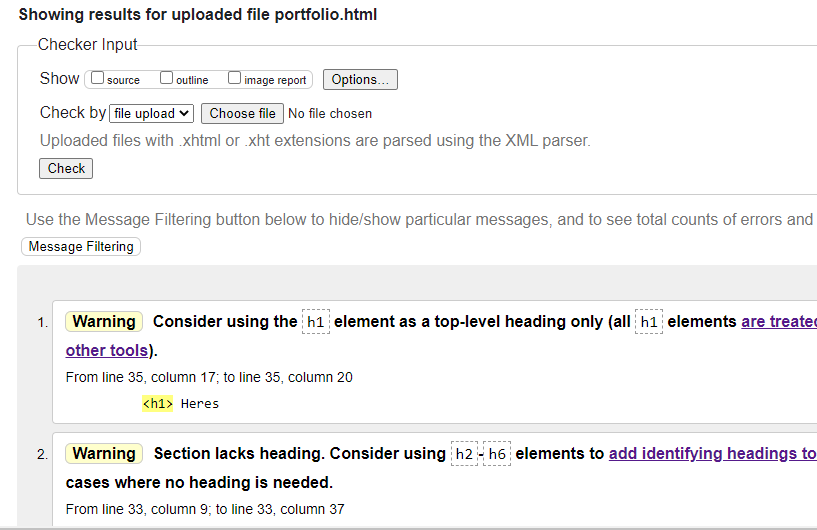 Showing results for uploaded file portfolio.html
Checker Input
Show source outline image report Options...
Check by file upload Choose file No file chosen
Uploaded files with .xhtml or .xht extensions are parsed using the XML parser.
Check
Use the Message Filtering button below to hide/show particular messages, and to see total counts of errors and
Message Filtering
1. Warning Consider using the h1 element as a top-level heading only (all h1 elements are treated
other tools).
From line 35, column 17; to line 35, column 20
<h1> Heres
2. Warning Section lacks heading. Consider using h2-h6 elements to add identifying headings to
cases where no heading is needed.
From line 33, column 9; to line 33, column 37